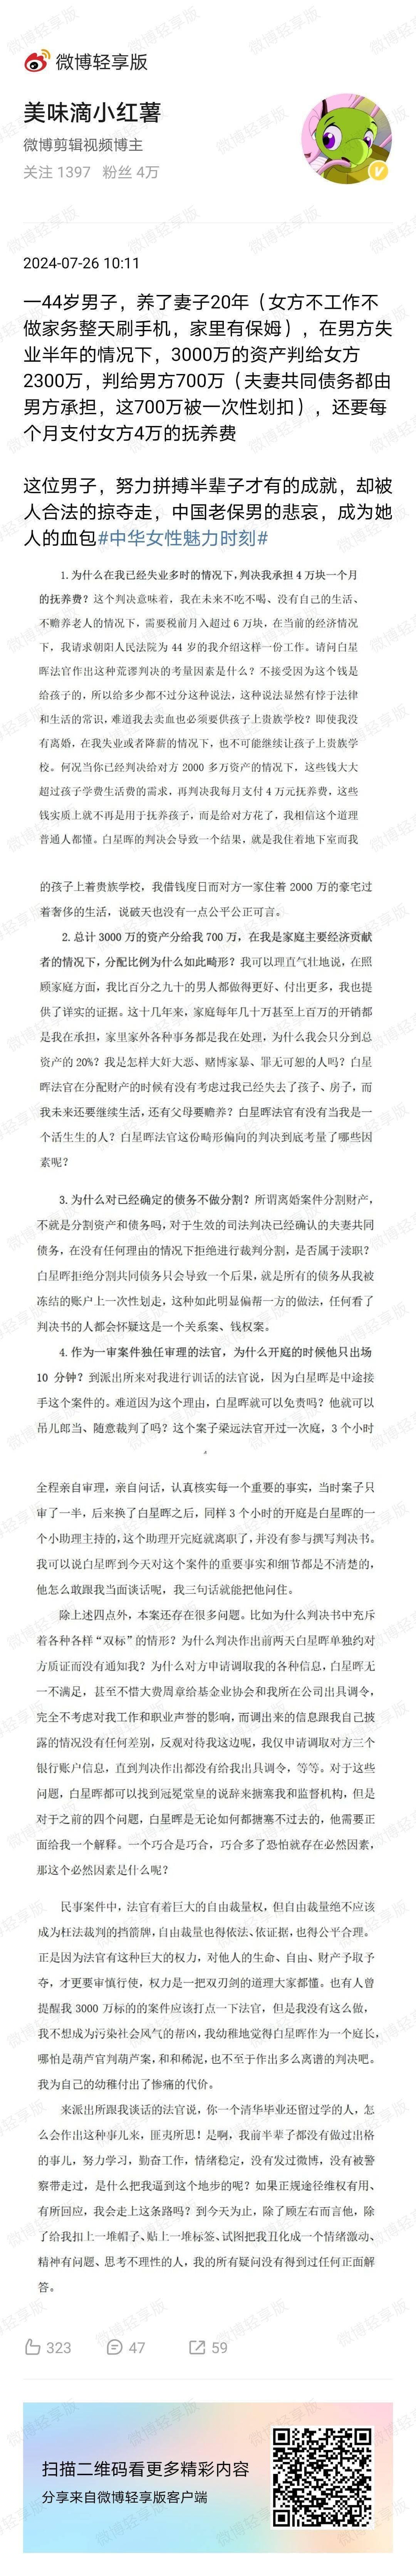 微博轻享版
美味滴小红薯
微博剪辑视频博主
关注 1397 粉丝 4万
2024-07-26 10:11
一44岁男子，养了妻子20年（女方不工作不
做家务整天刷手机，家里有保姆），在男方失
业半年的情况下，3000万的资产判给女方
2300万，判给男方700万（夫妻共同债务都由
男方承担，这700万被一次性划扣），还要每
个月支付女方4万的抚养费
这位男子，努力拼搏半辈子才有的成就，却被
人合法的掠夺走，中国老保男的悲哀，成为她
人的血包#中华女性魅力时刻#
1. 为什么在我已经失业多时的情况下，判决我承担 4 万块一个月
的抚养费？这个判决意味着，我在未来不吃不喝、没有自己的生活、
不赡养老人的情况下，需要税前月入超过 6 万块，在当前的经济情况
下，我请求朝阳人民法院为 44 岁的我介绍这样一份工作。请问白星
晖法官作出这种荒谬判决的考量因素是什么？不接受因为这个钱是
给孩子的，所以给多少都不过分这种说法，这种说法显然有悖于法律
和生活的常识，难道我去卖血也必须要供孩子上贵族学校？即使我没
有离婚，在我失业或者降薪的情况下，也不可能继续让孩子上贵族学
校。何况当你已经判决给对方 2000 多万资产的情况下，这些钱大大
超过孩子学费生活费的需求，再判决我每月支付 4 万元抚养费，这些
钱实质上就不再是用于抚养孩子，而是给对方花了，我相信这个道理
普通人都懂。白星晖的判决会导致一个结果，就是我住着地下室而我
的孩子上着贵族学校，我借钱度日而对方一家住着 2000 万的豪宅过
着奢侈的生活，说破天也没有一点公平公正可言。
2. 总计 3000 万的资产分给我 700 万，在我是家庭主要经济贡献
者的情况下，分配比例为什么如此畸形？我可以理直气壮地说，在照
顾家庭方面，我比百分之九十的男人都做得更好、付出更多，我也提
供了详实的证据。这十几年来，家庭每年几十万甚至上百万的开销都
是我在承担，家里家外各种事务都是我在处理，为什么我会只分到总
资产的 20%？我是怎样大奸大恶、赌博家暴、罪无可恕的人吗？白星
晖法官在分配财产的时候有没有考虑过我已经失去了孩子、房子，而
我未来还要继续生活，还有父母要赡养？白星晖法官有没有当我是一
个活生生的人？白星晖法官这份畸形偏向的判决到底考量了哪些因
素呢？
3. 为什么对已经确定的债务不做分割？所谓离婚案件分割财产，
不就是分割资产和债务吗，对于生效的司法判决已经确认的夫妻共同
债务，在没有任何理由的情况下拒绝进行裁判分割，是否属于渎职？
白星晖拒绝分割共同债务只会导致一个后果，就是所有的债务从我被
冻结的账户上一次性划走，这种如此明显偏帮一方的做法，任何看了
判决书的人都会怀疑这是一个关系案、钱权案。
4. 作为一审案件独任审理的法官，为什么开庭的时候他只出场
10 分钟？到派出所来对我进行训话的法官说，因为白星晖是中途接
手这个案件的。难道因为这个理由，白星晖就可以免责吗？他就可以
吊儿郎当、随意裁判了吗？这个案子梁远法官开过一次庭，3 个小时
全程亲自审理，亲自问话，认真核实每一个重要的事实，当时案子只
审了一半，后来换了白星晖之后，同样 3 个小时的开庭是白星晖的一
个小助理主持的，这个助理开完庭就离职了，并没有参与撰写判决书。
我可以说白星晖到今天对这个案件的重要事实和细节都是不清楚的，
他怎么敢跟我当面谈话呢，我三句话就能把他问住。
除上述四点外，本案还存在很多问题。比如为什么判决书中充斥
着各种各样“双标”的情形？为什么判决作出前两天白星晖单独约对
方质证而没有通知我？为什么对方申请调取我的各种信息，白星晖无
一不满足，甚至不惜大费周章给基金业协会和我所在公司出具调令，
完全不考虑对我工作和职业声誉的影响，而调出来的信息跟我自己披
露的情况没有任何差别，反观对待我这边呢，我仅申请调取对方三个
银行账户信息，直到判决作出都没有给我出具调令，等等。对于这些
问题，白星晖都可以找到冠冕堂皇的说辞来搪塞我和监督机构，但是
对于之前的四个问题，白星晖是无论如何都搪塞不过去的，他需要正
面给我一个解释。一个巧合是巧合，巧合多了恐怕就存在必然因素，
那这个必然因素是什么呢？
民事案件中，法官有着巨大的自由裁量权，但自由裁量绝不应该
成为枉法裁判的挡箭牌，自由裁量也得依法、依证据，也得公平合理。
正是因为法官有这种巨大的权力，对他人的生命、自由、财产予取予
夺，才更要审慎行使，权力是一把双刃剑的道理大家都懂。也有人曾
提醒我 3000 万标的的案件应该打点一下法官，但是我没有这么做，
我不想成为污染社会风气的帮凶，我幼稚地觉得白星晖作为一个庭长，
哪怕是葫芦官判葫芦案，和和稀泥，也不至于作出多么离谱的判决吧。
我为自己的幼稚付出了惨痛的代价。
来派出所跟我谈话的法官说，你一个清华毕业还留过学的人，怎
么会作出这种事儿来，匪夷所思！是啊，我前半辈子都没有做过出格
的事儿，努力学习，勤奋工作，情绪稳定，没有发过微博，没有被警
察带走过，是什么把我逼到这个地步的呢？如果正规途径维权有用、
有所回应，我会走上这条路吗？到今天为止，除了顾左右而言他，除
了给我扣上一堆帽子、贴上一堆标签、试图把我丑化成一个情绪激动、
精神有问题、思考不理性的人，我的所有疑问没有得到过任何正面解
答。
323 47 59
扫描二维码看更多精彩内容
分享来自微博轻享版客户端